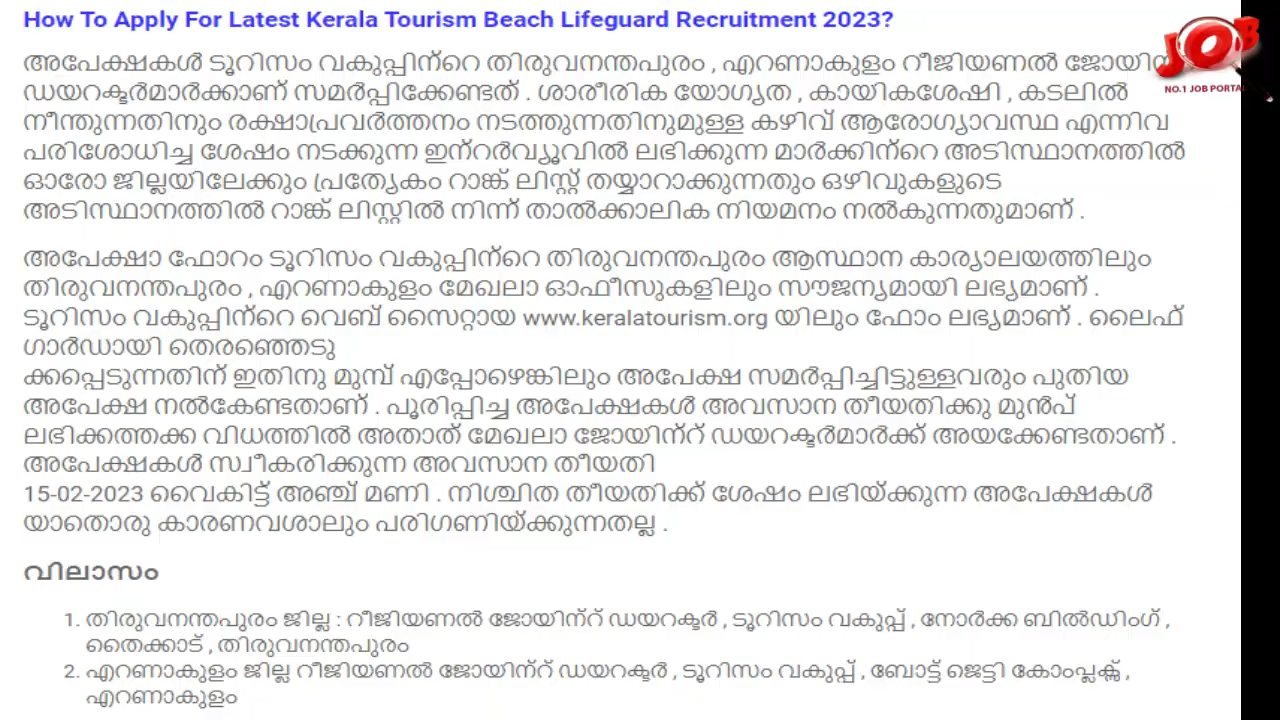 How To Apply For Latest Kerala Tourism Beach Lifeguard Recruitment 2023?
അപേക്ഷകൾ ടൂറിസം വകുപ്പിന്റെ തിരുവനന്തപുരം , എറണാകുളം റീജിയണൽ
ഡയറക്ടർമാർക്കാണ് സമർപ്പിക്കേണ്ടത് . ശാരീരിക യോഗ്യത , കായികശേഷി , കടലിൽ
നീന്തുന്നതിനും രക്ഷാപ്രവർത്തനം നടത്തുന്നതിനുമുള്ള കഴിവ് ആരോഗ്യാവസ്ഥ എന്നിവ
പരിശോധിച്ച ശേഷം നടക്കുന്ന ഇന്റർവ്യൂവിൽ ലഭിക്കുന്ന മാർക്കിന്റെ അടിസ്ഥാനത്തിൽ
ഓരോ ജില്ലയിലേക്കും പ്രത്യേകം റാങ്ക് ലിസ്റ്റ് തയ്യാറാക്കുന്നതും ഒഴിവുകളുടെ
അടിസ്ഥാനത്തിൽ റാങ്ക് ലിസ്റ്റിൽ നിന്ന് താൽക്കാലിക നിയമനം നൽകുന്നതുമാണ് .
അപേക്ഷാ ഫോറം ടൂറിസം വകുപ്പിന്റെ തിരുവനന്തപുരം ആസ്ഥാന കാര്യാലയത്തിലും
തിരുവനന്തപുരം , എറണാകുളം മേഖലാ ഓഫീസുകളിലും സൗജന്യമായി ലഭ്യമാണ് .
ടൂറിസം വകുപ്പിന്റെ വെബ് സൈറ്റായ www.keralatourism.org യിലും ഫോം ലഭ്യമാണ് . ലൈഫ്
ഗാർഡായി തെരഞ്ഞെടു
ക്കപ്പെടുന്നതിന് ഇതിനു മുമ്പ് എപ്പോഴെങ്കിലും അപേക്ഷ സമർപ്പിച്ചിട്ടുള്ളവരും പുതിയ
അപേക്ഷ നൽകേണ്ടതാണ് . പൂരിപ്പിച്ച അപേക്ഷകൾ അവസാന തീയതിക്കു മുൻപ്
ലഭിക്കത്തക്ക വിധത്തിൽ അതാത് മേഖലാ ജോയിന്റ് ഡയറക്ടർമാർക്ക് അയക്കേണ്ടതാണ് .
അപേക്ഷകൾ സ്വീകരിക്കുന്ന അവസാന തീയതി
15-02-2023 വൈകിട്ട് അഞ്ച് മണി . നിശ്ചിത തീയതിക്ക് ശേഷം ലഭിയ്ക്കുന്ന അപേക്ഷകൾ
യാതൊരു കാരണവശാലും പരിഗണിയ്ക്കുന്നതല്ല .
വിലാസം
1. തിരുവനന്തപുരം ജില്ല : റീജിയണൽ ജോയിന്റ് ഡയറക്ടർ , ടൂറിസം വകുപ്പ് , നോർക്ക ബിൽഡിംഗ് ,
തൈക്കാട് , തിരുവനന്തപുരം
2. എറണാകുളം ജില്ല റീജിയണൽ ജോയിന്റ് ഡയറക്ടർ , ടൂറിസം വകുപ്പ് , ബോട്ട് ജെട്ടി കോംപ്ലക്സ് ,
എറണാകുളം
JOB
NO.1 JOB PORTAL